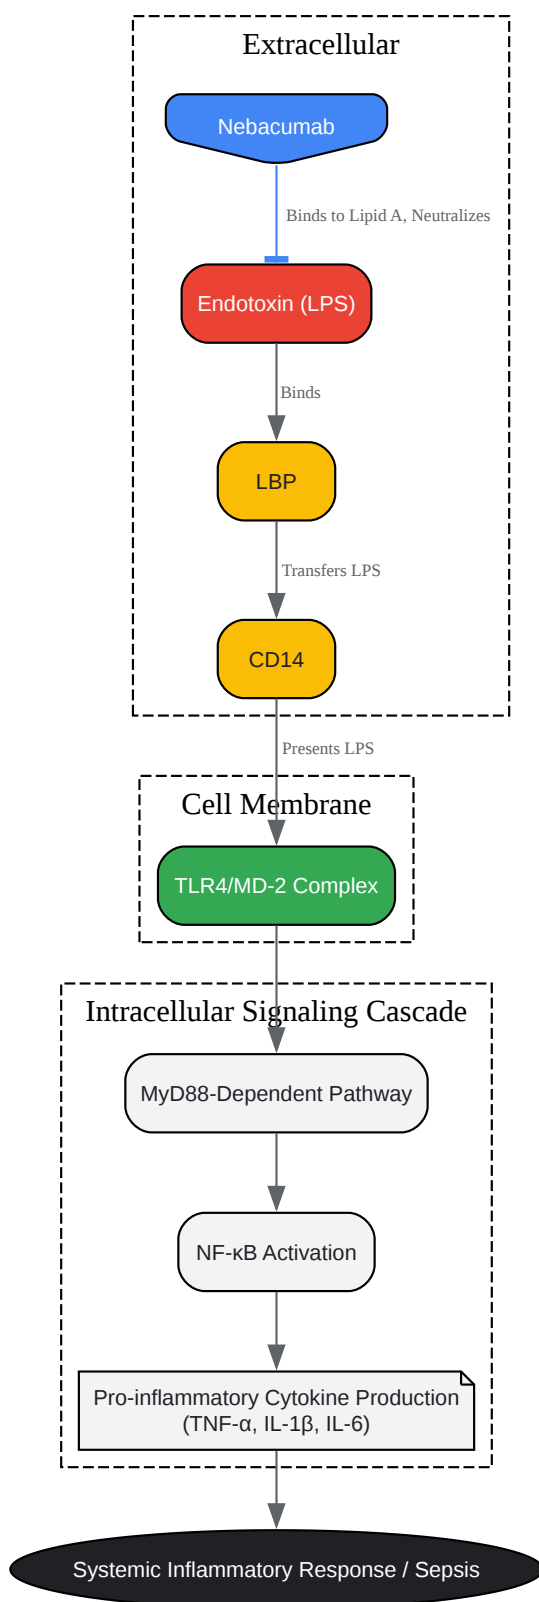 Extracellular
Nebacumab
Binds to Lipid A, Neutralizes
Endotoxin (LPS)
Binds
LBP
Transfers LPS
CD14
Presents LPS
Cell Membrane
TLR4/MD-2 Complex
Intracellular Signaling Cascade
MyD88-Dependent Pathway
NF-κB Activation
Pro-inflammatory Cytokine Production
(TNF-α, IL-1β, IL-6)
Systemic Inflammatory Response / Sepsis